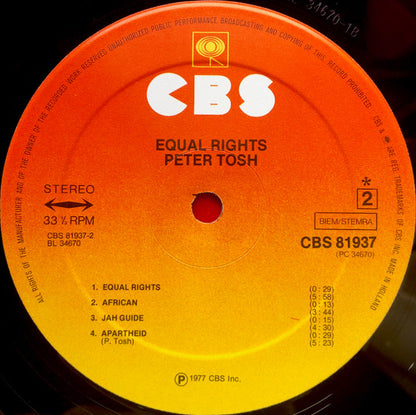 ALL RIGHTS OF THE MANUFACTURER AND OF THE OWNER OF THE RECORDED WORK RESERVED UNAUTHORIZED PUBLIC PERFORMANCE BROADCASTING AND COPYING OF THIS RECORD PROHIBITED
CBS & ARE REG. TRADEMARKS OF CBS INC. MADE IN HOLLAND
34670-1B
CBS
EQUAL RIGHTS
PETER TOSH
STEREO
33 ⅓ RPM
CBS 81937-2
BL 34670
*
2
BIEM/STEMRA
CBS 81937
(PC 34670)
1. EQUAL RIGHTS (0 : 29)
(5 : 58)
2. AFRICAN (0 : 13)
(3 : 44)
3. JAH GUIDE (0 : 15)
(4 : 30)
4. APARTHEID (0 : 29)
(P. Tosh) (5 : 23)
Ⓟ 1977 CBS Inc.